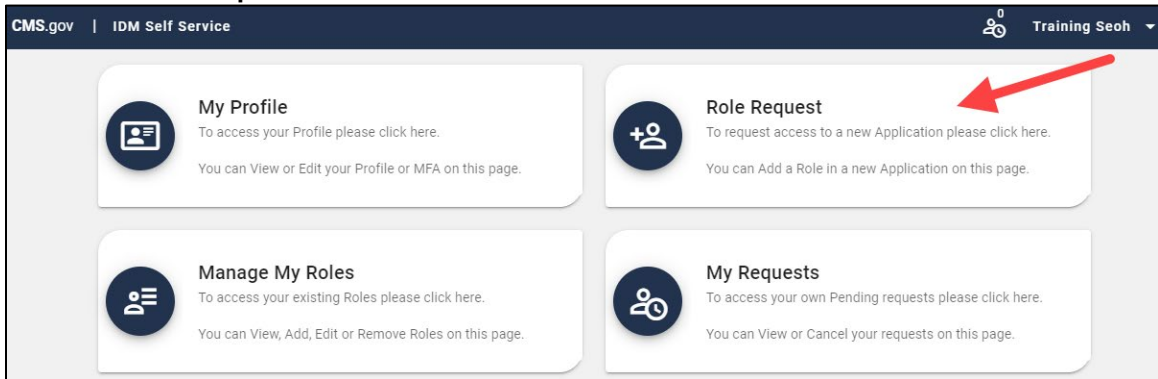 CMS.gov | IDM Self Service
0
Training Seoh
My Profile
To access your Profile please click here.
You can View or Edit your Profile or MFA on this page.
Role Request
To request access to a new Application please click here.
You can Add a Role in a new Application on this page.
Manage My Roles
To access your existing Roles please click here.
You can View, Add, Edit or Remove Roles on this page.
My Requests
To access your own Pending requests please click here.
You can View or Cancel your requests on this page.